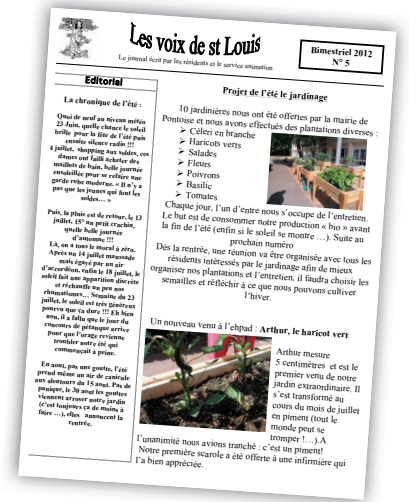 Les voix de st Louis
Le journal écrit par les résidents et le service animation
Bimestriel 2012
N° 5
Editorial
La chronique de l'été :
Quoi de neuf au niveau météo
23 Juin, quelle chance le soleil
brille pour la fête de l'été puis
ensuite silence radio !!!
4 juillet, shopping aux soldes, ces
dames ont failli acheter des
maillots de bain, belle journée
ensoleillée pour se refaire une
garde robe moderne. « Il n'y a
pas que les jeunes qui font les
soldes... »
Puis, la pluie est de retour, le 13
juillet, 15° un petit crachin,
quelle belle journée
d'automne !!!
Là, on a tous le moral à zéro.
Après un 14 juillet maussade
mais égayé par un air
d'accordéon, enfin le 18 juillet, le
soleil fait une apparition discrète
et réchauffe un peu nos
rhumatismes... Semaine du 23
juillet, le soleil est très généreux
pourvu que ça dure !!! Eh bien
non, il a fallu que le jour du
concours de pétanque arrive
pour que l'orage revienne
troubler notre été qui
commençait à peine.
En aout, pas une goutte, l'été
prend même un air de canicule
aux alentours du 15 aout. Pas de
panique, le 30 aout les gouttes
viennent arroser notre jardin
(c'est toujours ça de moins à
faire ...), elles annoncent la
rentrée.
Projet de l'été le jardinage
10 jardinières nous ont été offertes par la mairie de
Pontoise et nous avons effectués des plantations diverses :
➢ Céleri en branche
➢ Haricots verts
➢ Salades
➢ Fleurs
➢ Poivrons
➢ Basilic
➢ Tomates
Chaque jour, l'un d'entre nous s'occupe de l'entretien.
Le but est de consommer notre production « bio » avant
la fin de l'été (enfin si le soleil se montre ...). Suite au
prochain numéro
Dès la rentrée, une réunion va être organisée avec tous les
résidents intéressés par le jardinage afin de mieux
organiser nos plantations et l'entretien, il faudra choisir les
semailles et réfléchir à ce que nous pouvons cultiver
l'hiver.
Un nouveau venu à l'ehpad : Arthur, le haricot vert
Arthur mesure
5 centimètres et est le
premier venu de notre
jardin extraordinaire. Il
s'est transformé au
cours du mois de juillet
en piment (tout le
monde peut se
tromper !...).A
l'unanimité nous avions tranché : c'est un piment!
Notre première scarole a été offerte à une infirmière qui
l'a bien appréciée.